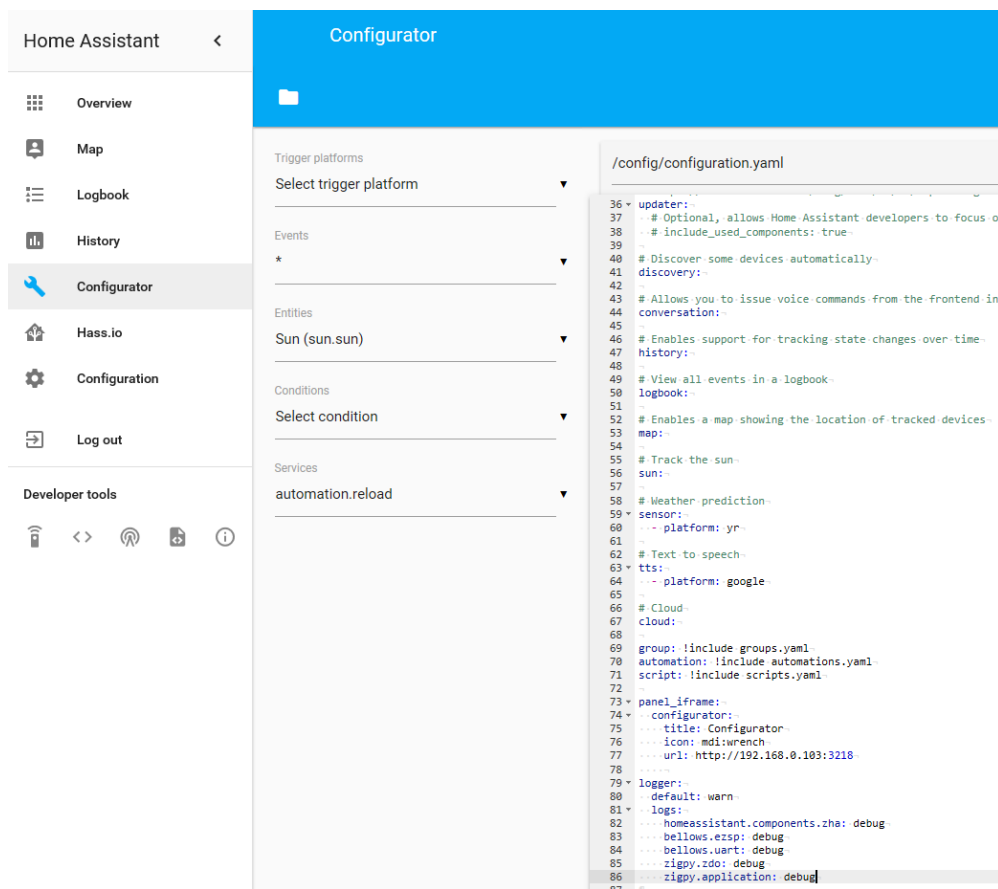 Home Assistant
Overview
Map
Logbook
History
Configurator
Hass.io
Configuration
Log out
Developer tools
Configurator
Trigger platforms
Select trigger platform
Events
*
Entities
Sun (sun.sun)
Conditions
Select condition
Services
automation.reload
/config/configuration.yaml
36 updater:
37 # Optional, allows Home Assistant developers to focus o
38 # include_used_components: true
39
40 # Discover some devices automatically
41 discovery:
42
43 # Allows you to issue voice commands from the frontend in
44 conversation:
45
46 # Enables support for tracking state changes over time
47 history:
48
49 # View all events in a logbook
50 logbook:
51
52 # Enables a map showing the location of tracked devices
53 map:
54
55 # Track the sun
56 sun:
57
58 # Weather prediction
59 sensor:
60 - platform: yr
61
62 # Text to speech
63 tts:
64 - platform: google
65
66 # Cloud
67 cloud:
68
69 group: !include groups.yaml
70 automation: !include automations.yaml
71 script: !include scripts.yaml
72
73 panel_iframe:
74 configurator:
75 title: Configurator
76 icon: mdi:wrench
77 url: http://192.168.0.103:3218
78
79 logger:
80 default: warn
81 logs:
82 homeassistant.components.zha: debug
83 bellows.ezsp: debug
84 bellows.uart: debug
85 zigpy.zdo: debug
86 zigpy.application: debug
87